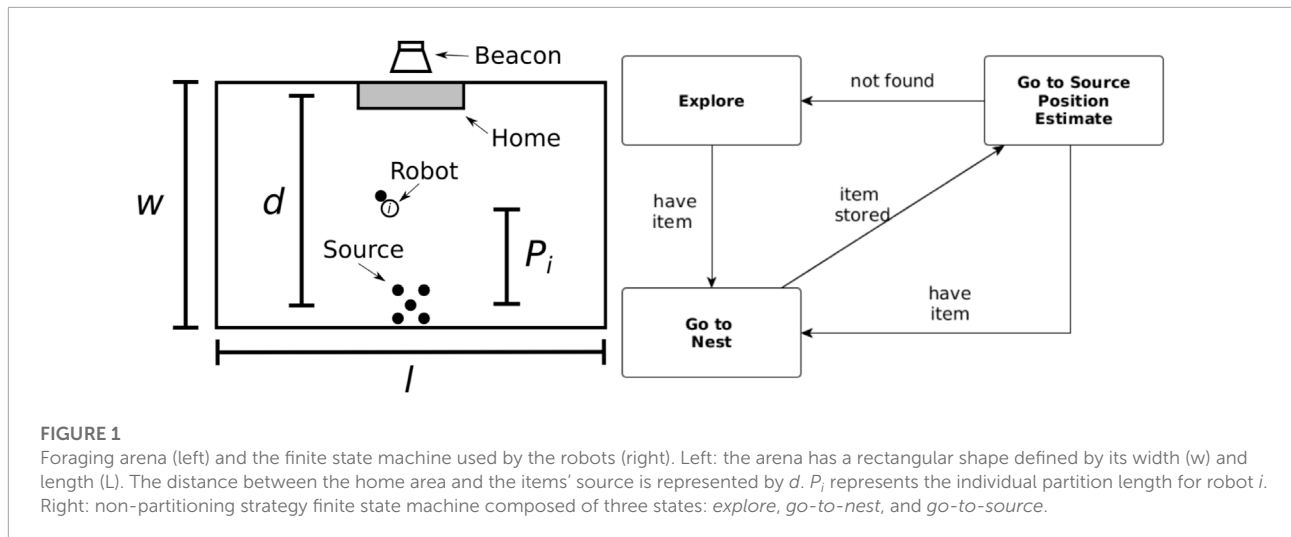 Beacon
Home
Robot
i
Source
w
d
P_i
l
Explore
not found
Go to Source
Position
Estimate
have
item
item
stored
have
item
Go to
Nest
FIGURE 1
Foraging arena (left) and the finite state machine used by the robots (right). Left: the arena has a rectangular shape defined by its width (w) and
length (L). The distance between the home area and the items' source is represented by d. P_i represents the individual partition length for robot i.
Right: non-partitioning strategy finite state machine composed of three states: explore, go-to-nest, and go-to-source.